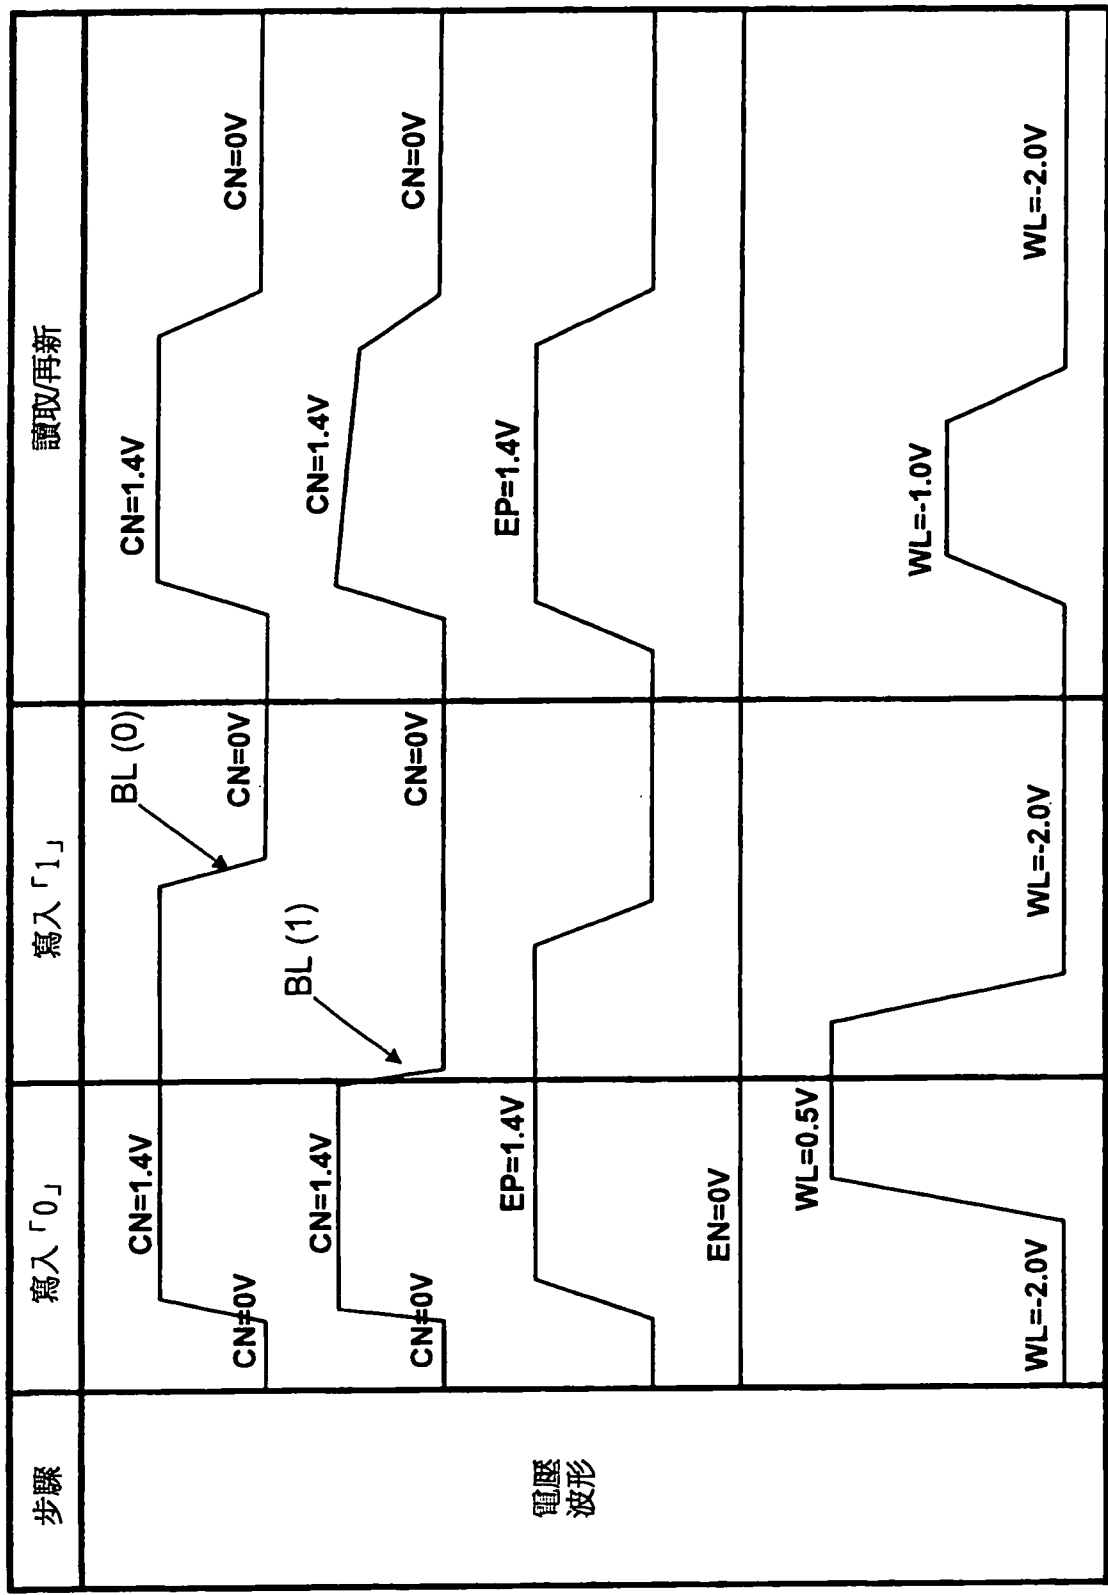 步驟
寫入「0」
寫入「1」
讀取/再新
電壓
波形
CN=0V
CN=1.4V
BL (0)
CN=0V
CN=1.4V
CN=0V
CN=0V
CN=1.4V
BL (1)
CN=0V
CN=1.4V
CN=0V
EP=1.4V
EP=1.4V
EN=0V
WL=-2.0V
WL=0.5V
WL=-2.0V
WL=-1.0V
WL=-2.0V